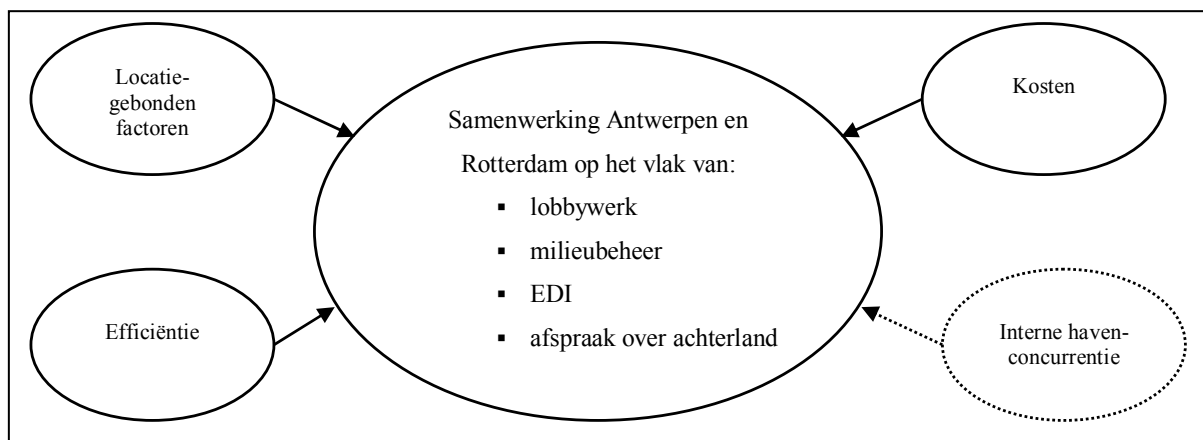 Locatie-
gebonden
factoren
Kosten
Samenwerking Antwerpen en
Rotterdam op het vlak van:
▪ lobbywerk
▪ milieubeheer
▪ EDI
▪ afspraak over achterland
Efficiëntie
Interne haven-
concurrentie